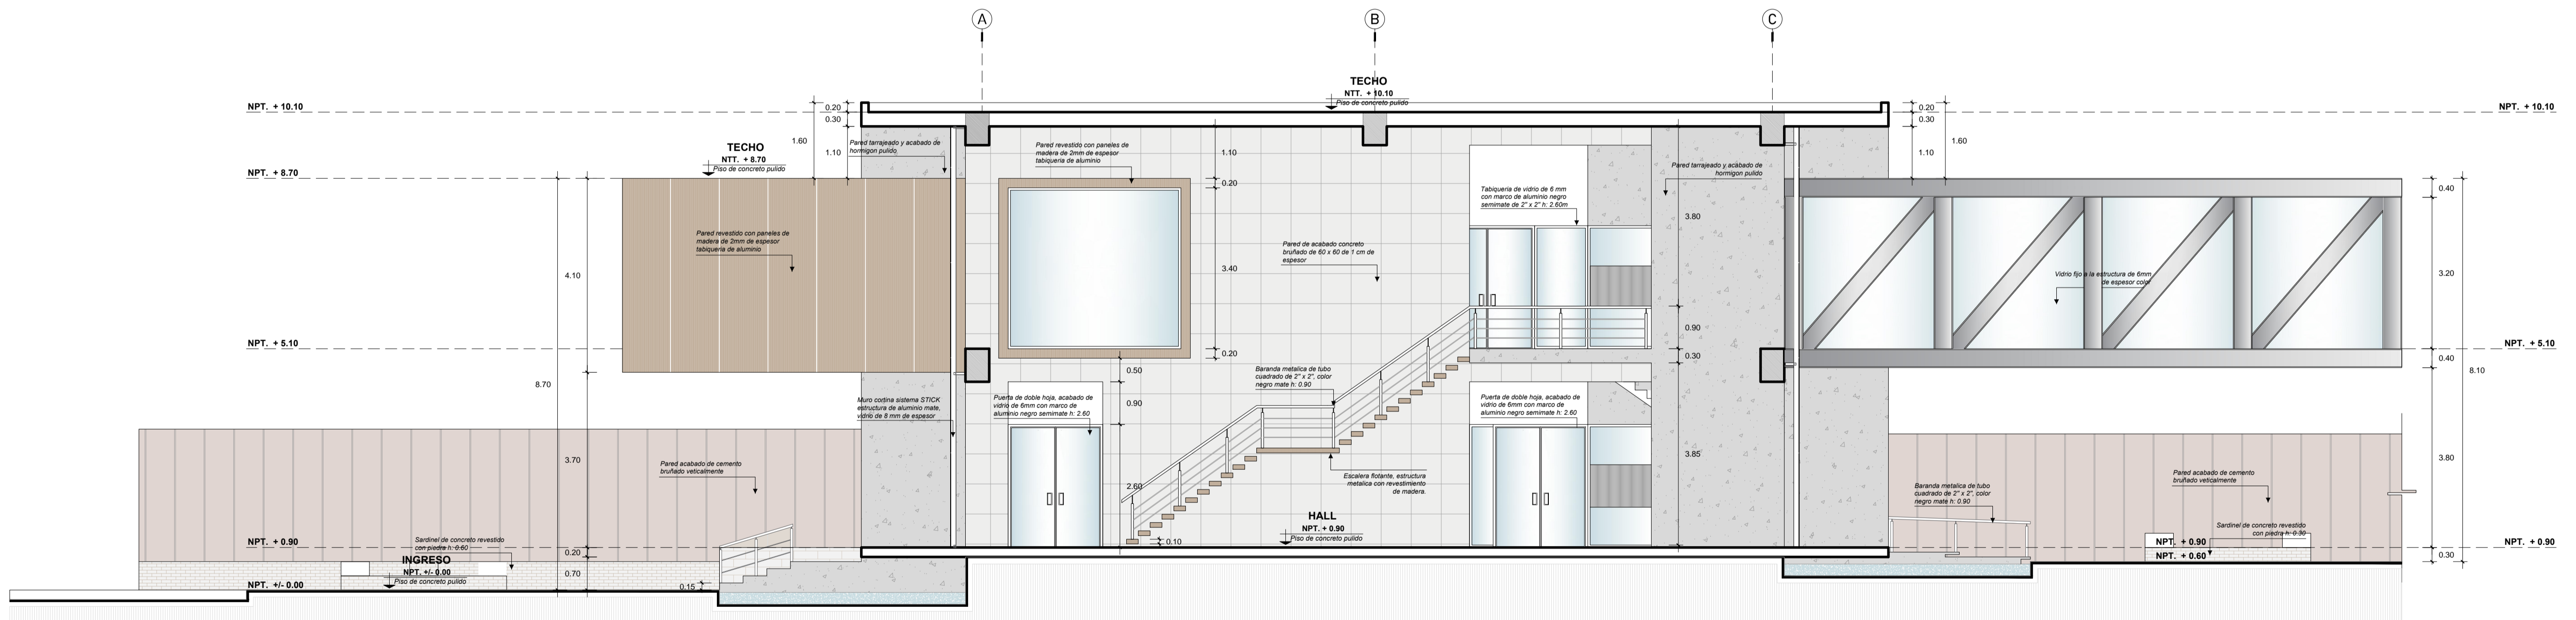 A
B
C
TECHO
NTT. + 10.10
Piso de concreto pulido
NPT. + 10.10
0.20
0.30
1.60
1.10
0.20
0.30
1.10
1.60
NPT. + 10.10
TECHO
NTT. + 8.70
Piso de concreto pulido
NPT. + 8.70
Pared tarrajeado y acabado de
hormigon pulido
Pared revestido con paneles de
madera de 2mm de espesor
tabiqueria de aluminio
1.10
0.20
Tabiqueria de vidrio de 6 mm
con marco de aluminio negro
semimate de 2" x 2" h: 2.60m
Pared tarrajeado y acabado de
hormigon pulido
3.80
0.40
Pared revestido con paneles de
madera de 2mm de espesor
tabiqueria de aluminio
4.10
3.40
Pared de acabado concreto
bruñado de 60 x 60 de 1 cm de
espesor
Vidrio fijo a la estructura de 6mm
de espesor color
3.20
NPT. + 5.10
0.20
0.90
0.30
NPT. + 5.10
0.40
8.10
8.70
0.50
0.90
Baranda metalica de tubo
cuadrado de 2" x 2", color
negro mate h: 0.90
Muro cortina sistema STICK
estructura de aluminio mate,
vidrio de 8 mm de espesor
Puerta de doble hoja, acabado de
vidrio de 6mm con marco de
aluminio negro semimate h: 2.60
Puerta de doble hoja, acabado de
vidrio de 6mm con marco de
aluminio negro semimate h: 2.60
3.70
Pared acabado de cemento
bruñado veticalmente
2.60
Escalera flotante, estructura
metalica con revestimiento
de madera.
3.85
3.80
Baranda metalica de tubo
cuadrado de 2" x 2", color
negro mate h: 0.90
Pared acabado de cemento
bruñado veticalmente
HALL
NPT. + 0.90
Piso de concreto pulido
0.10
NPT. + 0.90
Sardinel de concreto revestido
con piedra h: 0.60
0.20
0.70
Sardinel de concreto revestido
con piedra h: 0.30
NPT. + 0.90
NPT. + 0.60
NPT. + 0.90
0.30
INGRESO
NPT. +/- 0.00
Piso de concreto pulido
NPT. +/- 0.00
0.15